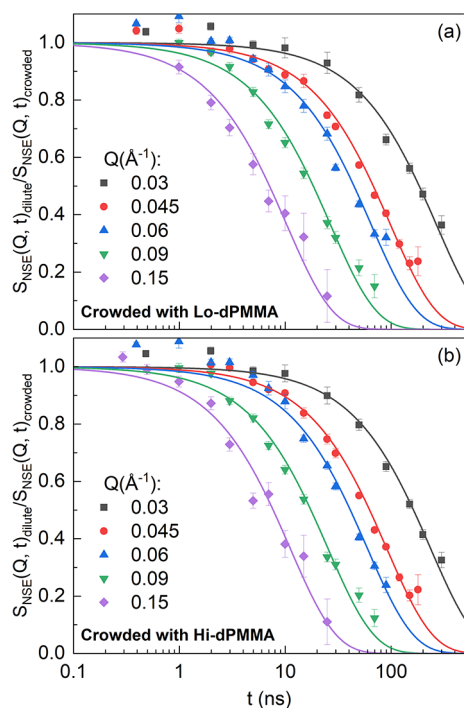 (a)
S_NSE(Q, t)_dilute/S_NSE(Q, t)_crowded
1.0
0.8
0.6
0.4
0.2
0.0
Q(Å⁻¹):
0.03
0.045
0.06
0.09
0.15
Crowded with Lo-dPMMA
(b)
S_NSE(Q, t)_dilute/S_NSE(Q, t)_crowded
1.0
0.8
0.6
0.4
0.2
0.0
Q(Å⁻¹):
0.03
0.045
0.06
0.09
0.15
Crowded with Hi-dPMMA
0.1 1 10 100
t (ns)